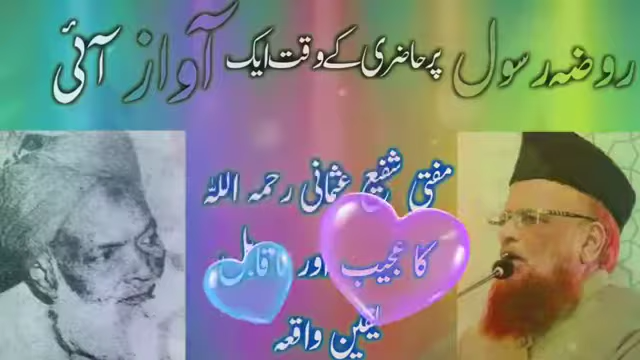 روضہ رسول پر حاضری کے وقت ایک آواز آئی
مفتی شفیع عثمانی رحمہ اللہ
کا عجیب اور ناقابل
یقین واقعہ